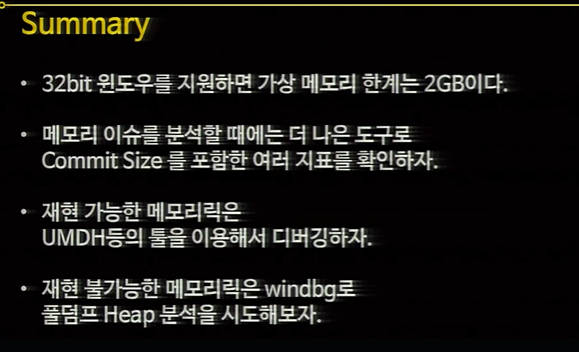 Summary
• 32bit 윈도우를 지원하면 가상 메모리 한계는 2GB이다.
• 메모리 이슈를 분석할 때에는 더 나은 도구로
Commit Size 를 포함한 여러 지표를 확인하자.
• 재현 가능한 메모리릭은
UMDH등의 툴을 이용해서 디버깅하자.
• 재현 불가능한 메모리릭은 windbg로
풀덤프 Heap 분석을 시도해보자.